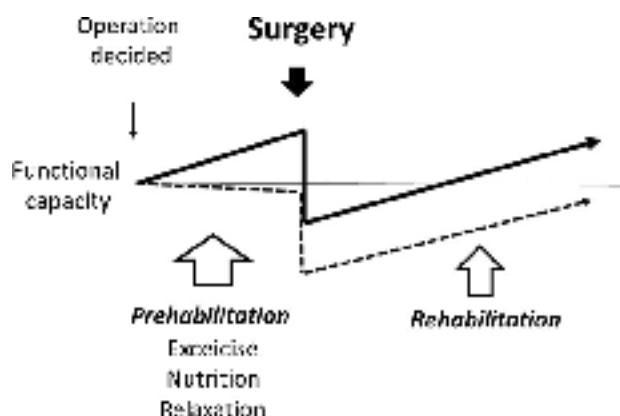 Operation
decided
Surgery
Functional
capacity
Prehabilitation
Exercise
Nutrition
Relaxation
Rehabilitation